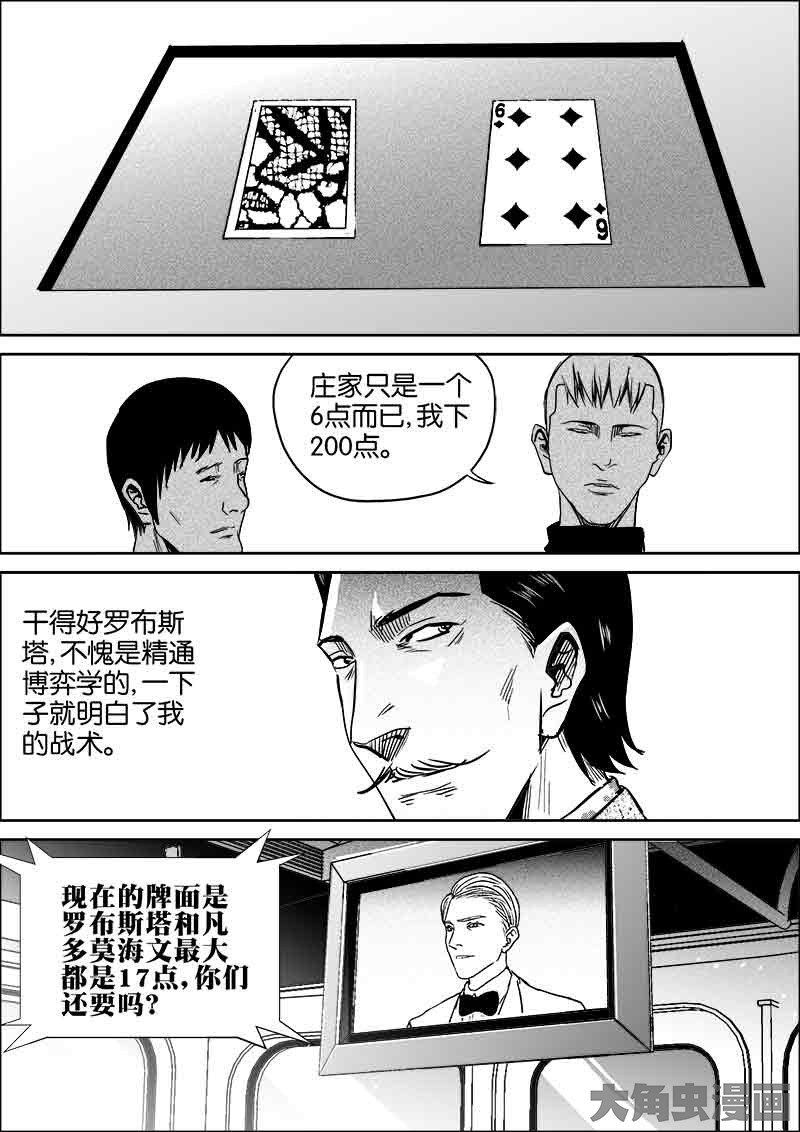 6
6
庄家只是一个
6点而已,我下
200点。
干得好罗布斯
塔,不愧是精通
博弈学的,一下
子就明白了我
的战术。
现在的牌面是
罗布斯塔和凡
多莫海文最大
都是17点,你们
还要吗?
大角虫漫画